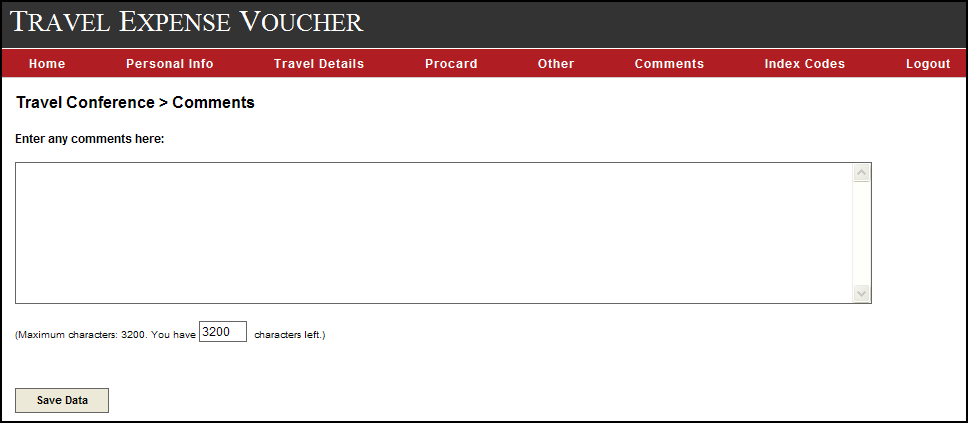 TRAVEL EXPENSE VOUCHER
Home Personal Info Travel Details Procard Other Comments Index Codes Logout
Travel Conference > Comments
Enter any comments here:
(Maximum characters: 3200. You have 3200 characters left.)
Save Data